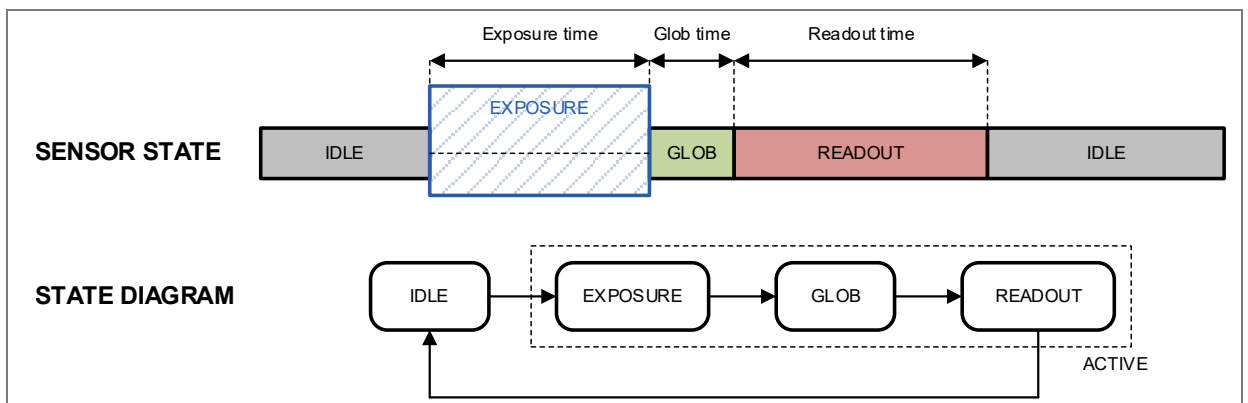 Exposure time Glob time Readout time
EXPOSURE
SENSOR STATE IDLE GLOB READOUT IDLE
STATE DIAGRAM IDLE EXPOSURE GLOB READOUT
ACTIVE